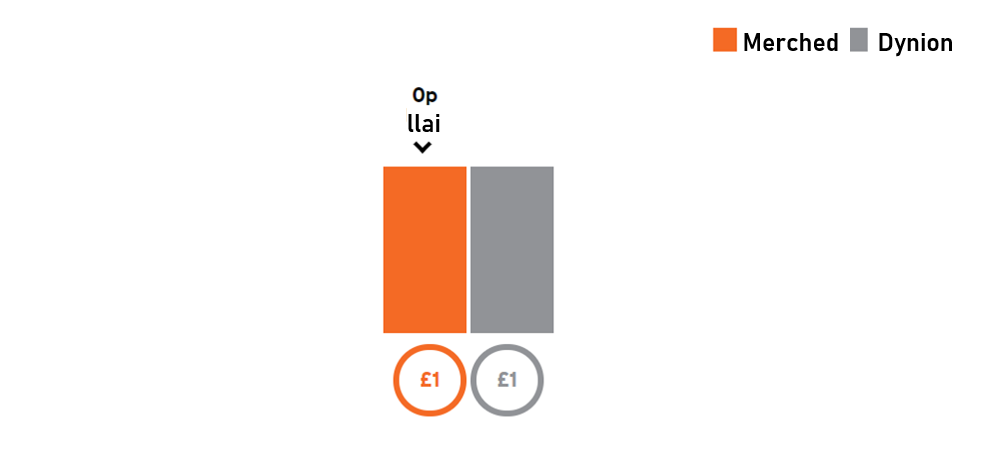 Merched Dynion
0p
llai
£1 £1